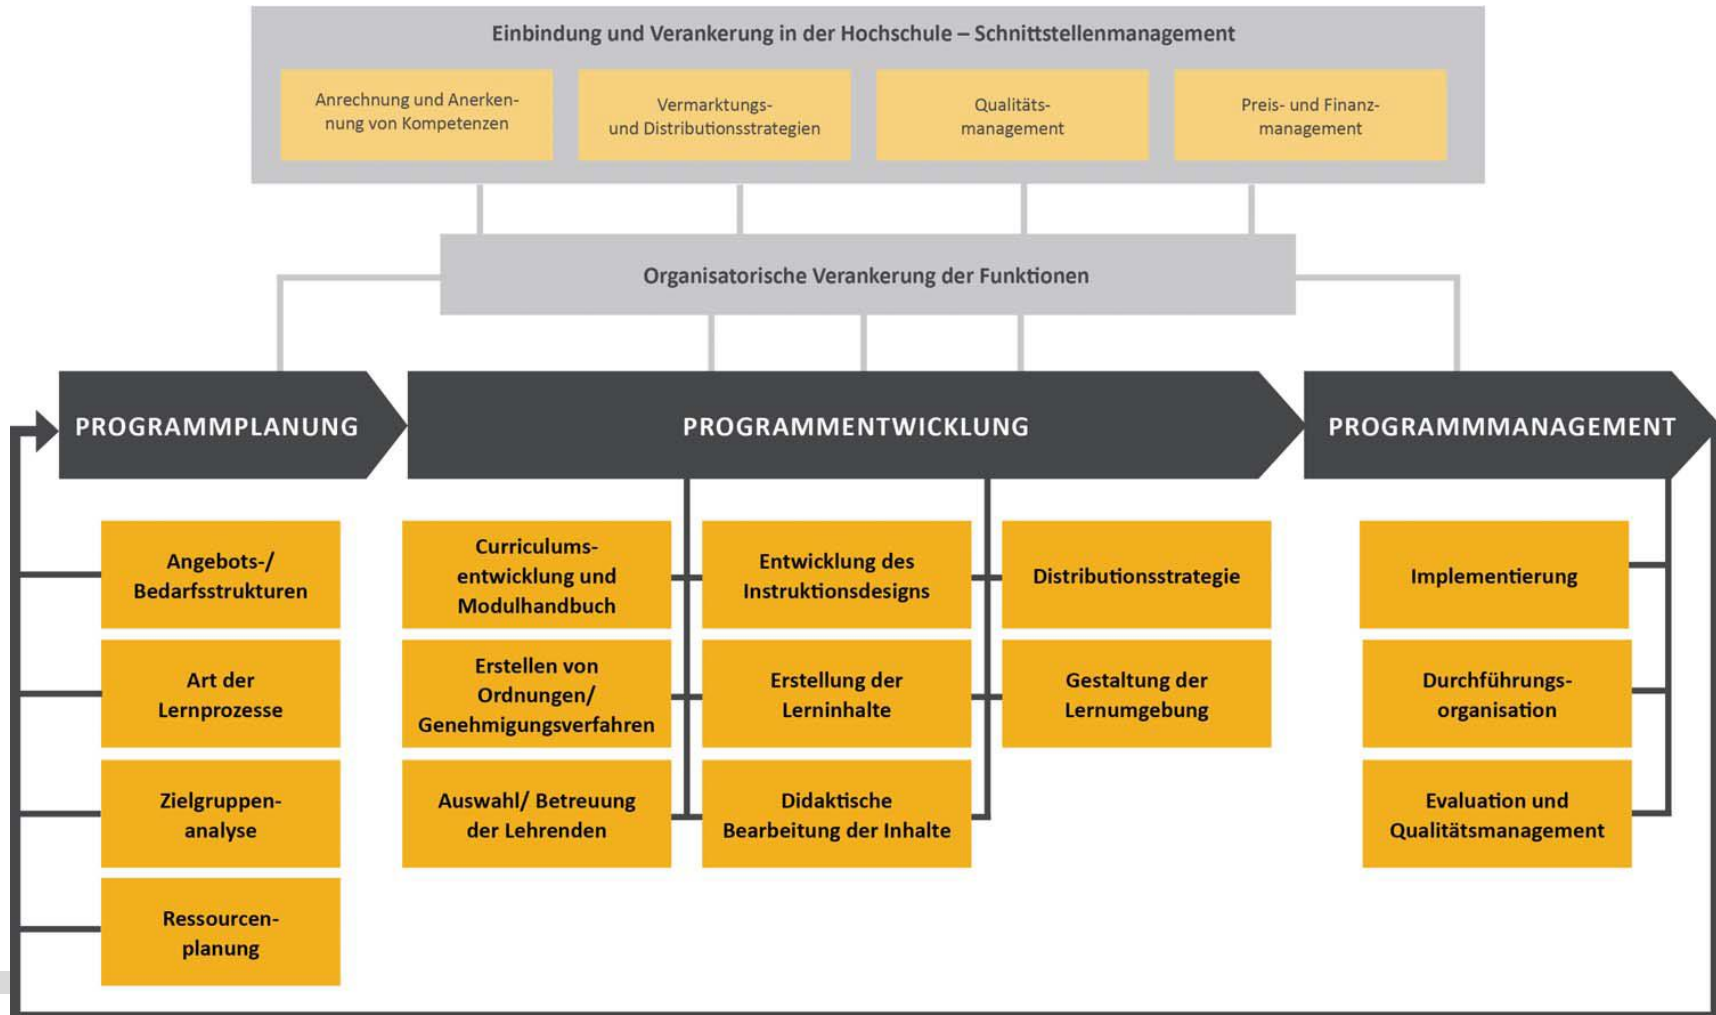 Einbindung und Verankerung in der Hochschule – Schnittstellenmanagement
Anrechnung und Anerken-
nung von Kompetenzen
Vermarktungs-
und Distributionsstrategien
Qualitäts-
management
Preis- und Finanz-
management
Organisatorische Verankerung der Funktionen
PROGRAMMPLANUNG
PROGRAMMENTWICKLUNG
PROGRAMMMANAGEMENT
Angebots-/
Bedarfsstrukturen
Art der
Lernprozesse
Zielgruppen-
analyse
Ressourcen-
planung
Curriculums-
entwicklung und
Modulhandbuch
Erstellen von
Ordnungen/
Genehmigungsverfahren
Auswahl/ Betreuung
der Lehrenden
Entwicklung des
Instruktionsdesigns
Erstellung der
Lerninhalte
Didaktische
Bearbeitung der Inhalte
Distributionsstrategie
Gestaltung der
Lernumgebung
Implementierung
Durchführungs-
organisation
Evaluation und
Qualitätsmanagement